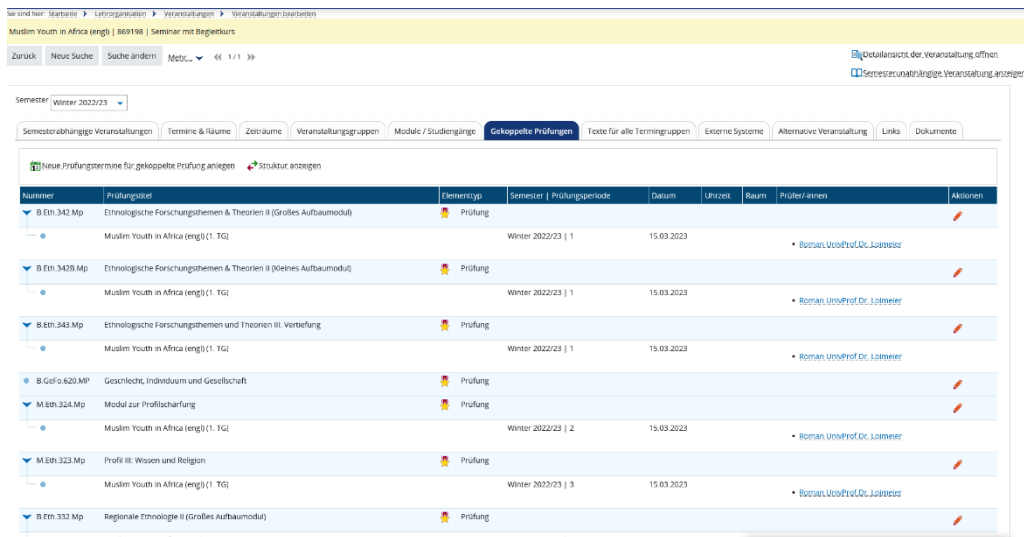 Sie sind hier: Startseite Lehrorganisation Veranstaltungen Veranstaltungen bearbeiten
Muslim Youth in Africa (engl) | 869198 | Seminar mit Begleitkurs
Zurück Neue Suche Suche ändern Mehr... 1/1
Detailansicht der Veranstaltung öffnen
Semesterunabhängige Veranstaltung anzeigen
Semester Winter 2022/23
Semesterabhängige Veranstaltungen Termine & Räume Zeiträume Veranstaltungsgruppen Module / Studiengänge Gekoppelte Prüfungen Texte für alle Termingruppen Externe Systeme Alternative Veranstaltung Links Dokumente
Neue Prüfungstermine für gekoppelte Prüfung anlegen Struktur anzeigen
Nummer Prüfungstitel Elementtyp Semester | Prüfungsperiode Datum Uhrzeit Raum Prüfer/-innen Aktionen
B.Eth.342.Mp Ethnologische Forschungsthemen & Theorien II (Großes Aufbaumodul) Prüfung
Muslim Youth in Africa (engl) (1. TG) Winter 2022/23 | 1 15.03.2023
• Roman UnivProf.Dr. Loimeier
B.Eth.342B.Mp Ethnologische Forschungsthemen & Theorien II (Kleines Aufbaumodul) Prüfung
Muslim Youth in Africa (engl) (1. TG) Winter 2022/23 | 1 15.03.2023
• Roman UnivProf.Dr. Loimeier
B.Eth.343.Mp Ethnologische Forschungsthemen und Theorien III: Vertiefung Prüfung
Muslim Youth in Africa (engl) (1. TG) Winter 2022/23 | 1 15.03.2023
• Roman UnivProf.Dr. Loimeier
B.GeFo.620.MP Geschlecht, Individuum und Gesellschaft Prüfung
M.Eth.324.Mp Modul zur Profilschärfung Prüfung
Muslim Youth in Africa (engl) (1. TG) Winter 2022/23 | 2 15.03.2023
• Roman UnivProf.Dr. Loimeier
M.Eth.323.Mp Profil III: Wissen und Religion Prüfung
Muslim Youth in Africa (engl) (1. TG) Winter 2022/23 | 3 15.03.2023
• Roman UnivProf.Dr. Loimeier
B.Eth.332.Mp Regionale Ethnologie II (Großes Aufbaumodul) Prüfung